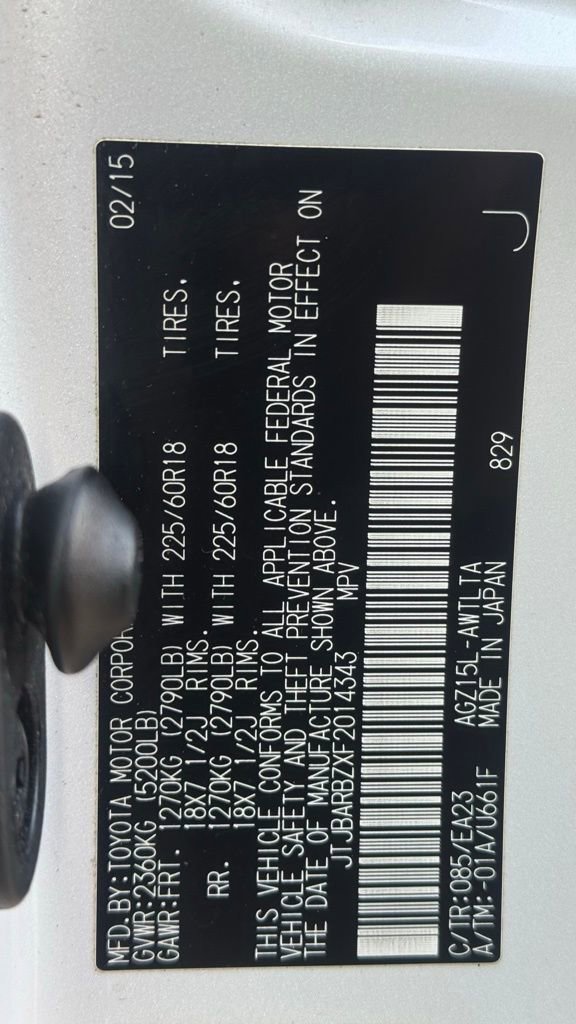 MFD.BY:TOYOTA MOTOR 02/15
GVWR:2360KG (5200LB)
GAWR:FRT. 1270KG (2790LB) WITH 225/60R18 TIRES.
18X7 1/2J RIMS.
RR. 1270KG (2790LB) WITH 225/60R18 TIRES.
18X7 1/2J RIMS.
THIS VEHICLE CONFORMS TO ALL APPLICABLE FEDERAL MOTOR
VEHICLE SAFETY AND THEFT PREVENTION STANDARDS IN EFFECT ON
THE DATE OF MANUFACTURE SHOWN ABOVE.
JTJBARBZXF2014343 MPV
C/TR:085/EA23 AGZ15L-AWTLTA 829
A/TM:-01A/U661F MADE IN JAPAN J